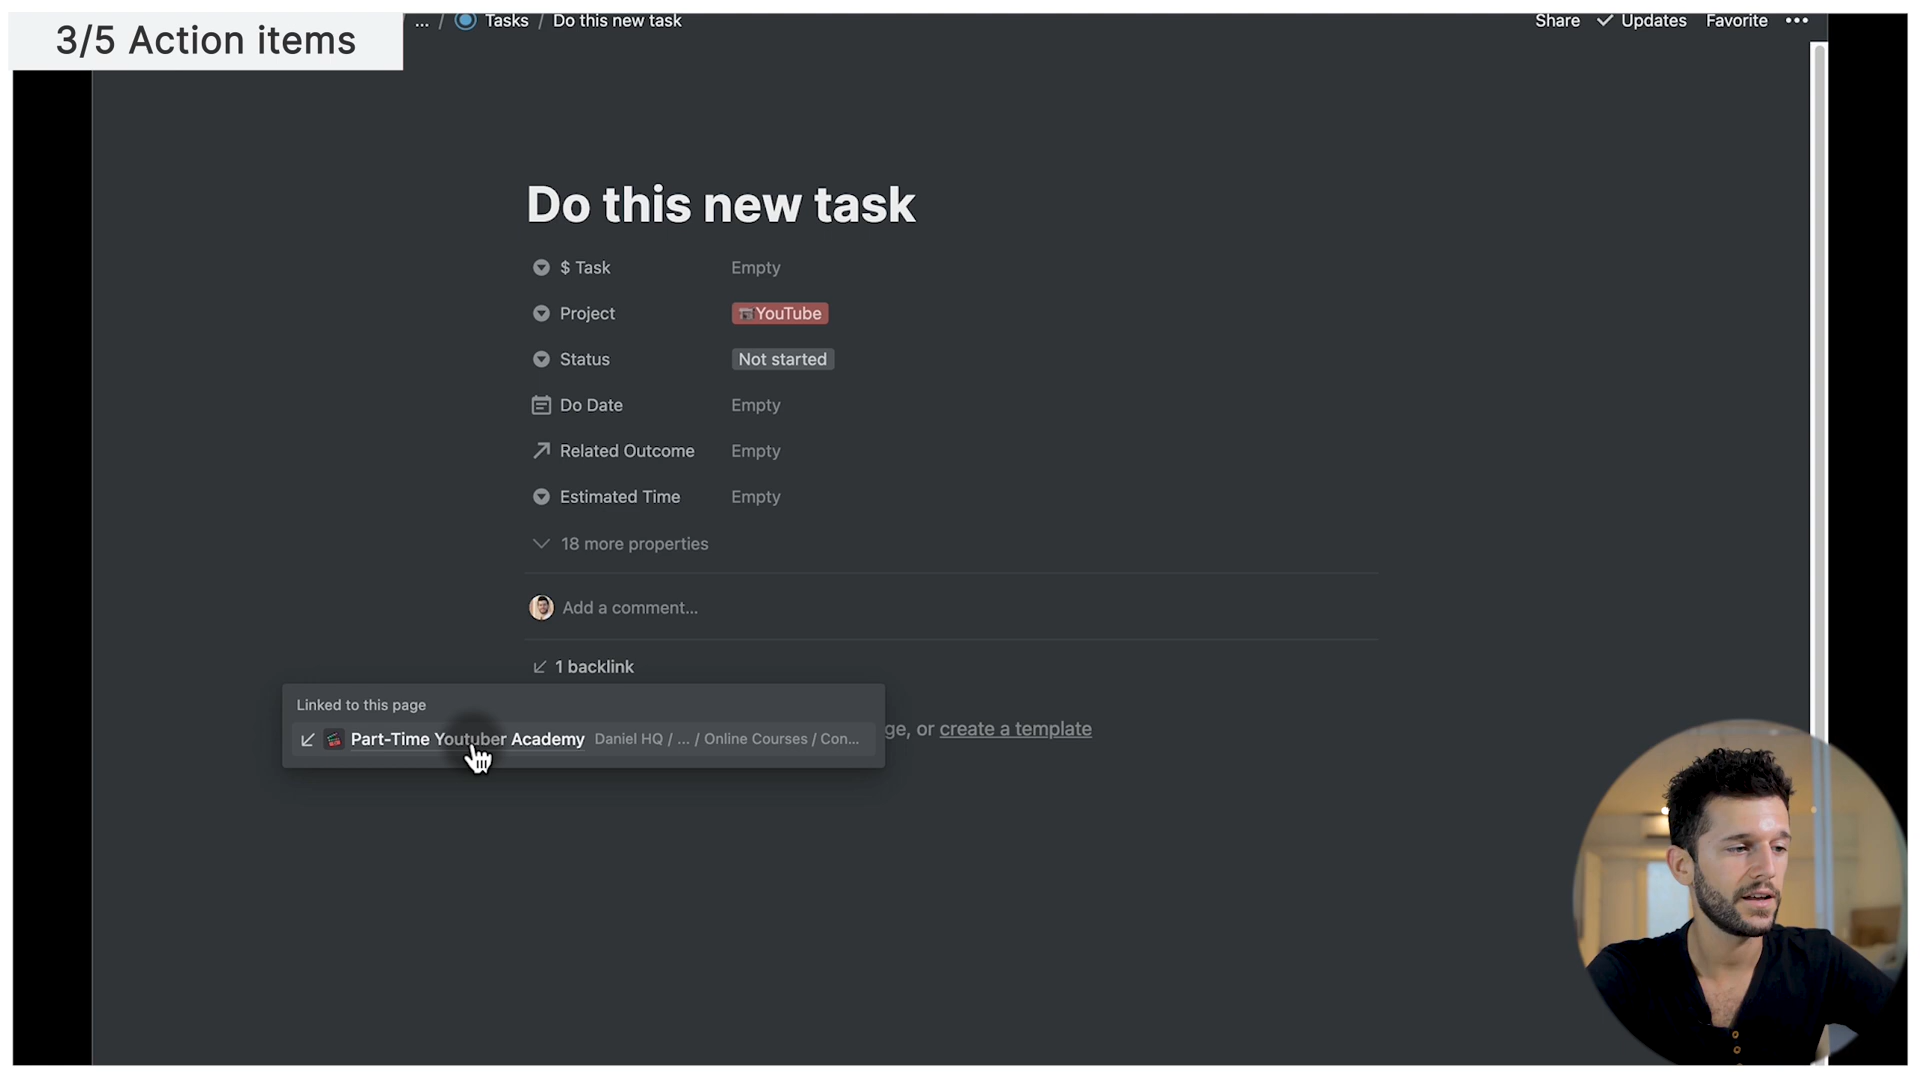 3/5 Action items
... / Tasks / Do this new task
Share Updates Favorite •••
Do this new task
$ Task Empty
Project YouTube
Status Not started
Do Date Empty
Related Outcome Empty
Estimated Time Empty
18 more properties
Add a comment...
1 backlink
Linked to this page
Part-Time Youtuber Academy Daniel HQ / ... / Online Courses / Con...
ge, or create a template